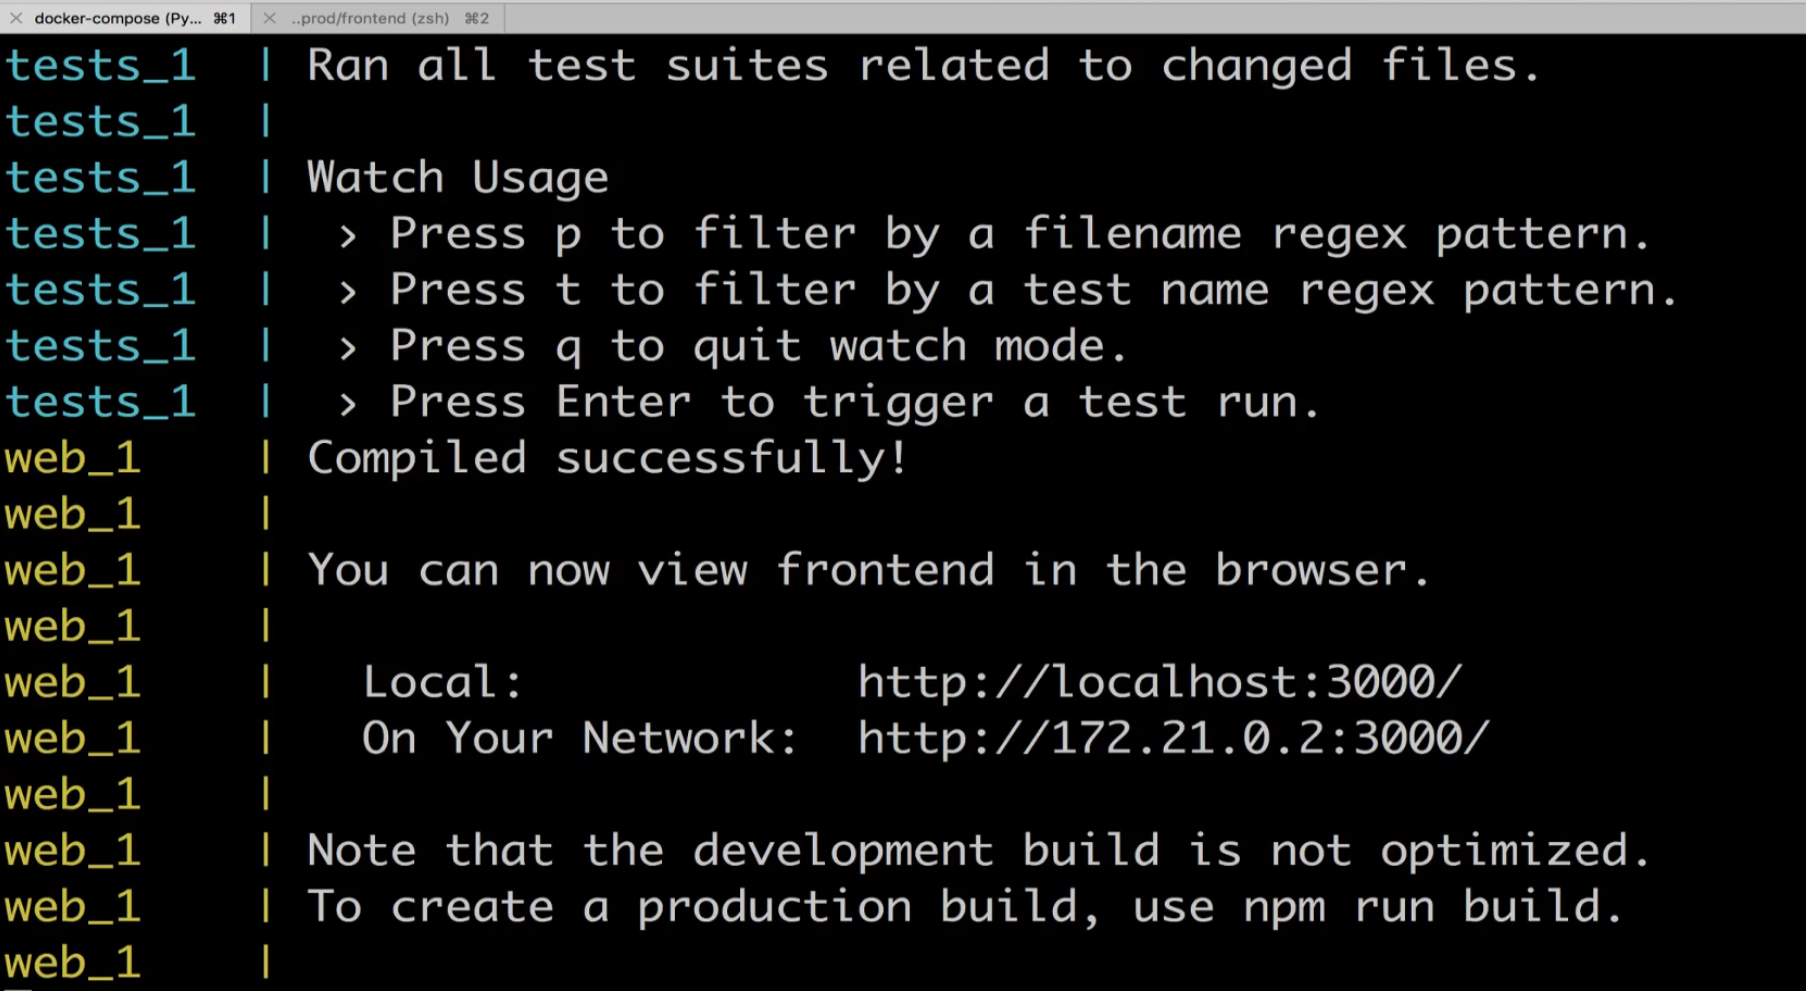 docker-compose (Py... ⌘1 ..prod/frontend (zsh) ⌘2
tests_1 | Ran all test suites related to changed files.
tests_1 |
tests_1 | Watch Usage
tests_1 | › Press p to filter by a filename regex pattern.
tests_1 | › Press t to filter by a test name regex pattern.
tests_1 | › Press q to quit watch mode.
tests_1 | › Press Enter to trigger a test run.
web_1 | Compiled successfully!
web_1 |
web_1 | You can now view frontend in the browser.
web_1 |
web_1 | Local: http://localhost:3000/
web_1 | On Your Network: http://172.21.0.2:3000/
web_1 |
web_1 | Note that the development build is not optimized.
web_1 | To create a production build, use npm run build.
web_1 |